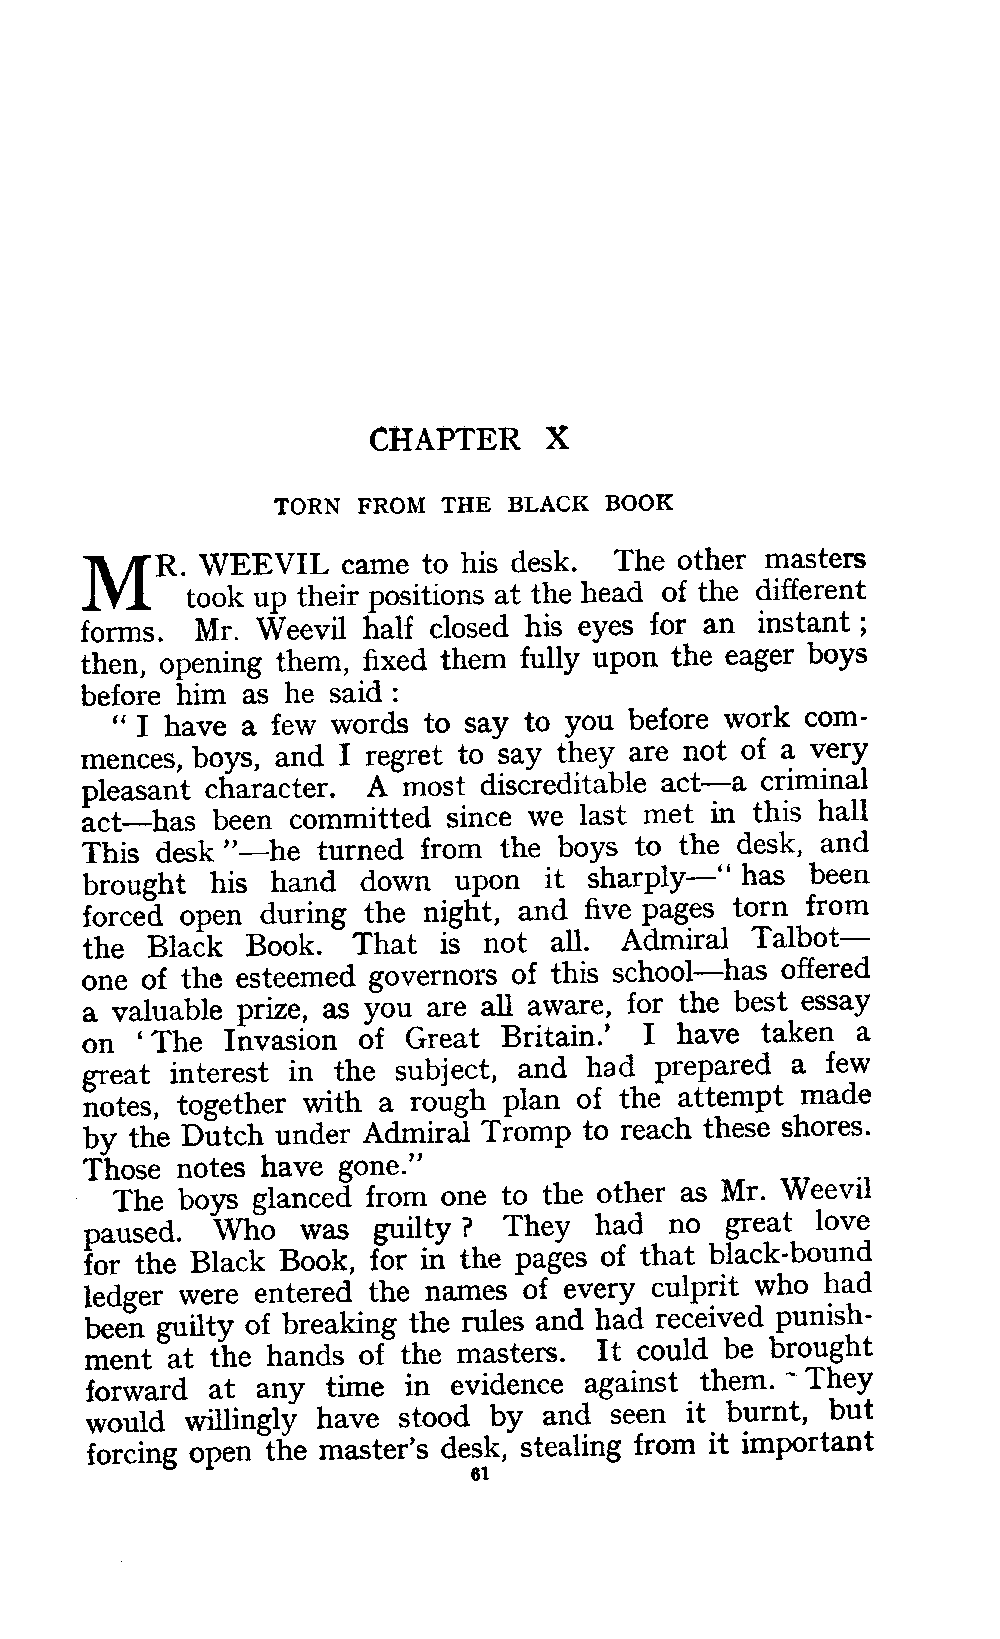 CHAPTER X
TORN FROM THE BLACK BOOK
MR. WEEVIL came to his desk. The other masters
took up their positions at the head of the different
forms. Mr. Weevil half closed his eyes for an instant ;
then, opening them, fixed them fully upon the eager boys
before him as he said :
“ I have a few words to say to you before work com-
mences, boys, and I regret to say they are not of a very
pleasant character. A most discreditable act—a criminal
act—has been committed since we last met in this hall
This desk ”—he turned from the boys to the desk, and
brought his hand down upon it sharply—“ has been
forced open during the night, and five pages torn from
the Black Book. That is not all. Admiral Talbot—
one of the esteemed governors of this school—has offered
a valuable prize, as you are all aware, for the best essay
on ‘ The Invasion of Great Britain.’ I have taken a
great interest in the subject, and had prepared a few
notes, together with a rough plan of the attempt made
by the Dutch under Admiral Tromp to reach these shores.
Those notes have gone.”
The boys glanced from one to the other as Mr. Weevil
paused. Who was guilty ? They had no great love
for the Black Book, for in the pages of that black-bound
ledger were entered the names of every culprit who had
been guilty of breaking the rules and had received punish-
ment at the hands of the masters. It could be brought
forward at any time in evidence against them. They
would willingly have stood by and seen it burnt, but
forcing open the master’s desk, stealing from it important
61